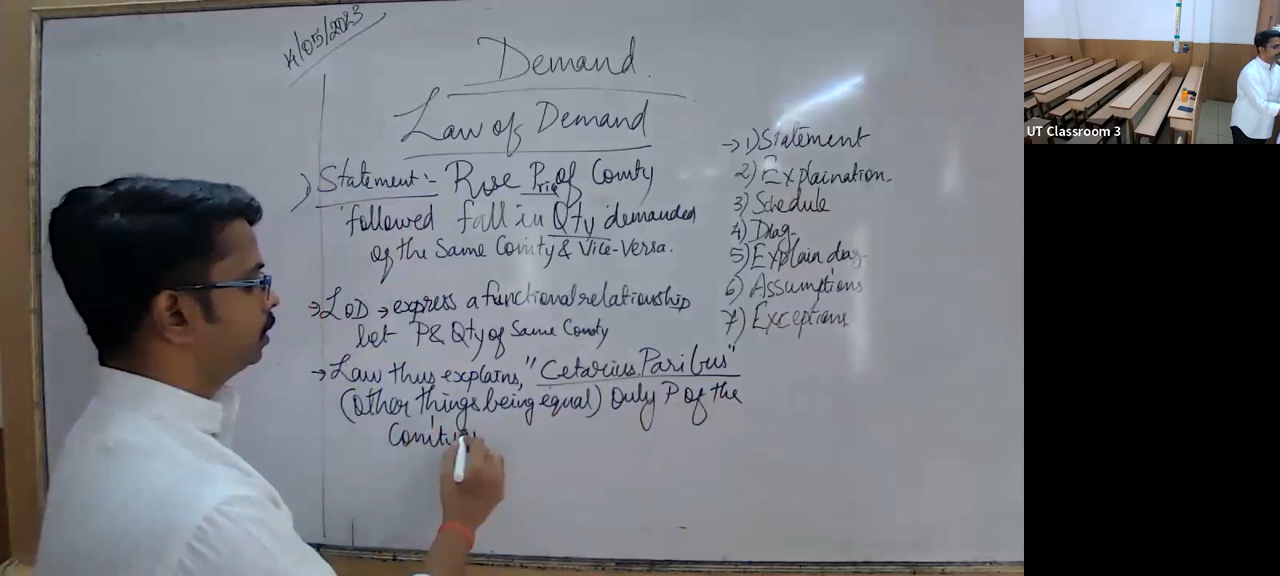 14/05/2023
Demand.
Law of Demand
1) Statement :- Rise Price of Comty
followed fall in Qty demanded
of the Same Comity & Vice-Versa.
→ LOD → express a functional relationship
bet P & Qty of Same Comty
→ Law thus explains, "Cetarius Paribus"
(Other things being equal) Only P of the
→ 1) Statement
2) Explaination.
3) Schedule
4) Diag.
5) Explain diag
6) Assumptions
7) Exceptions
UT Classroom 3